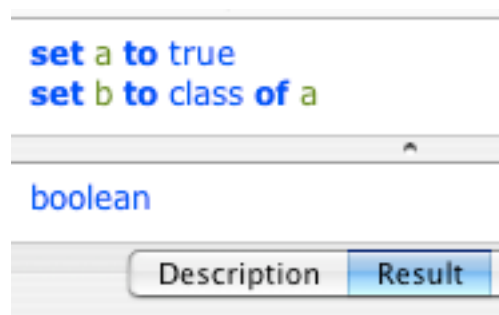 set a to true
set b to class of a
boolean
Description Result